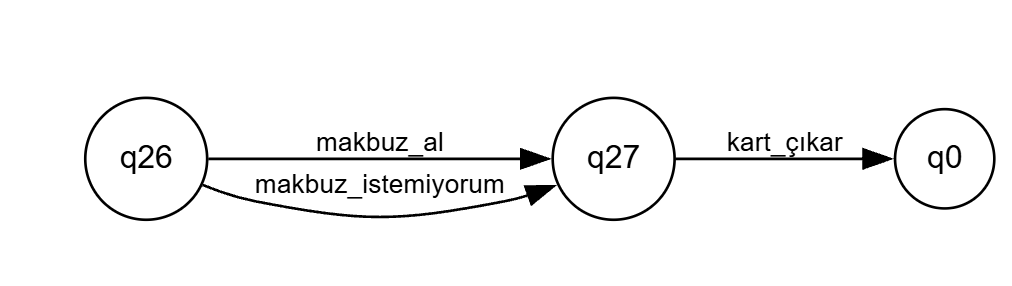 q26
makbuz_al
makbuz_istemiyorum
q27
kart_çıkar
q0